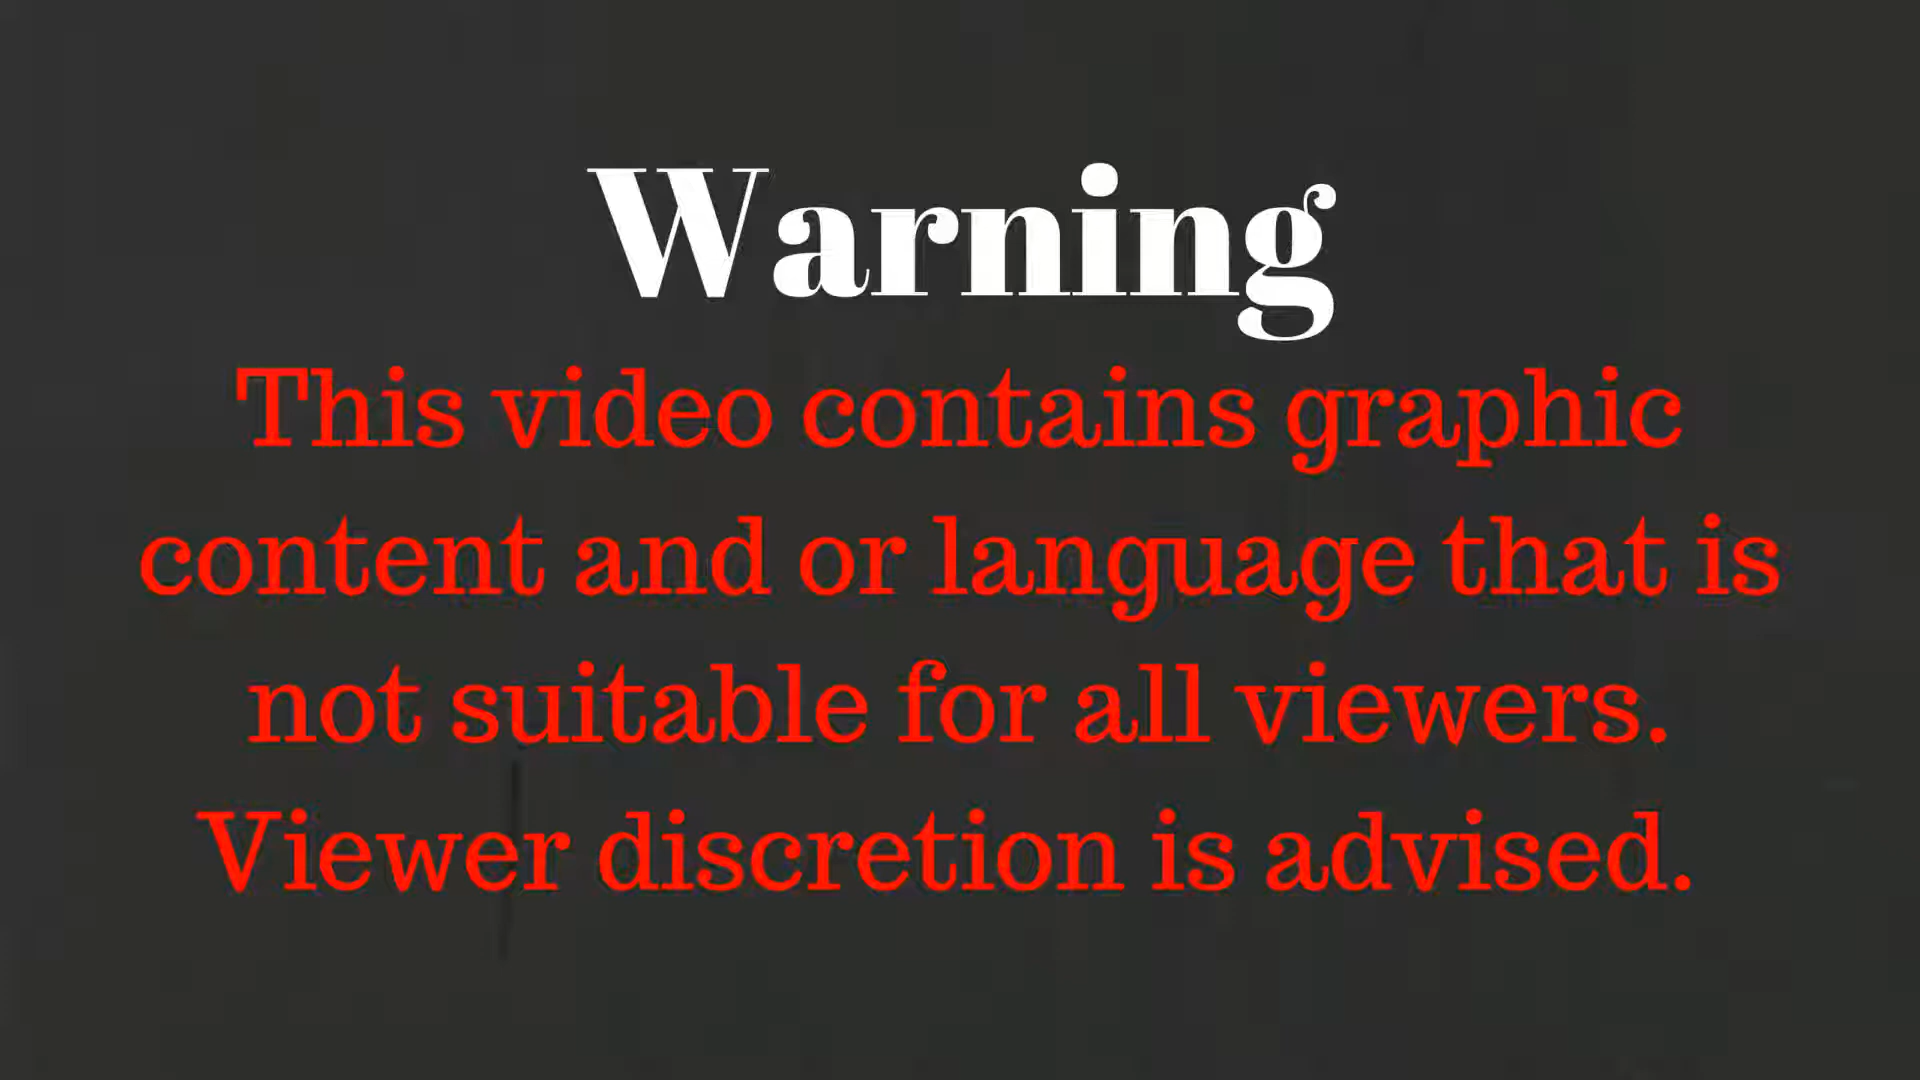 Warning
This video contains graphic
content and or language that is
not suitable for all viewers.
Viewer discretion is advised.